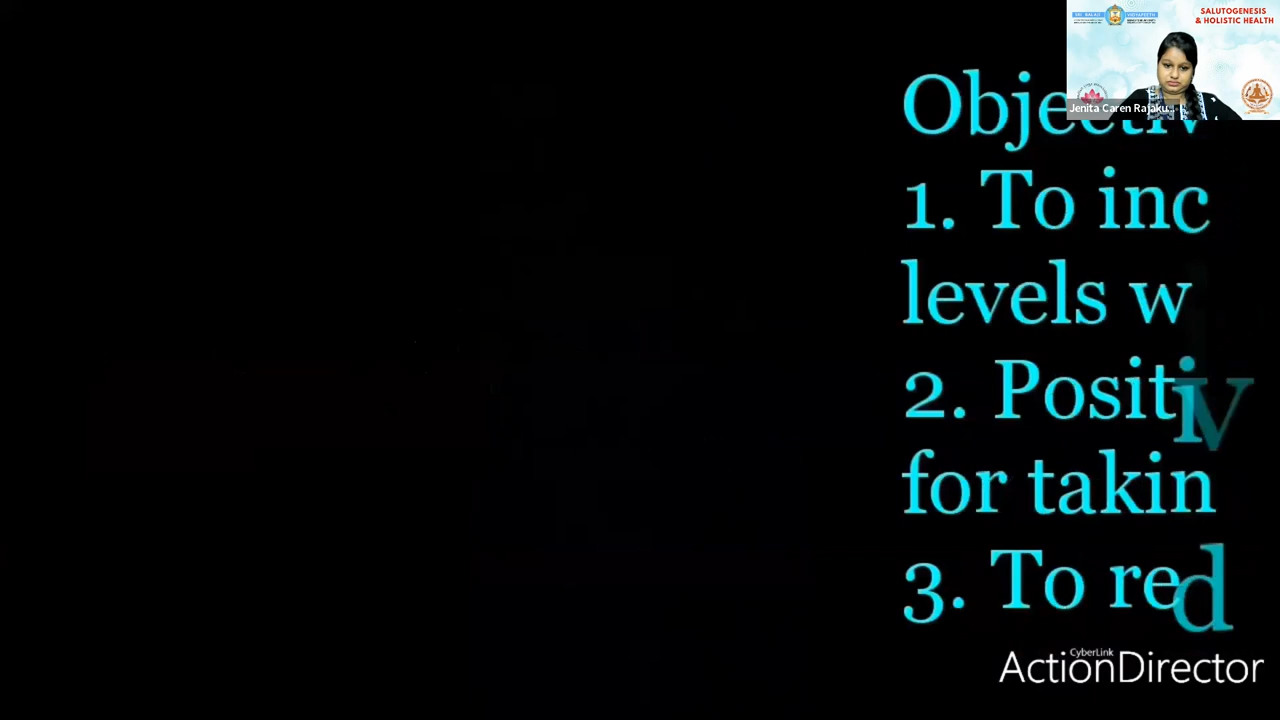 SALUTOGENESIS
& HOLISTIC HEALTH
Jenita Caren Rajaku...
Objectiv
1. To inc
levels w
2. Positiv
for takin
3. To red
CyberLink
ActionDirector